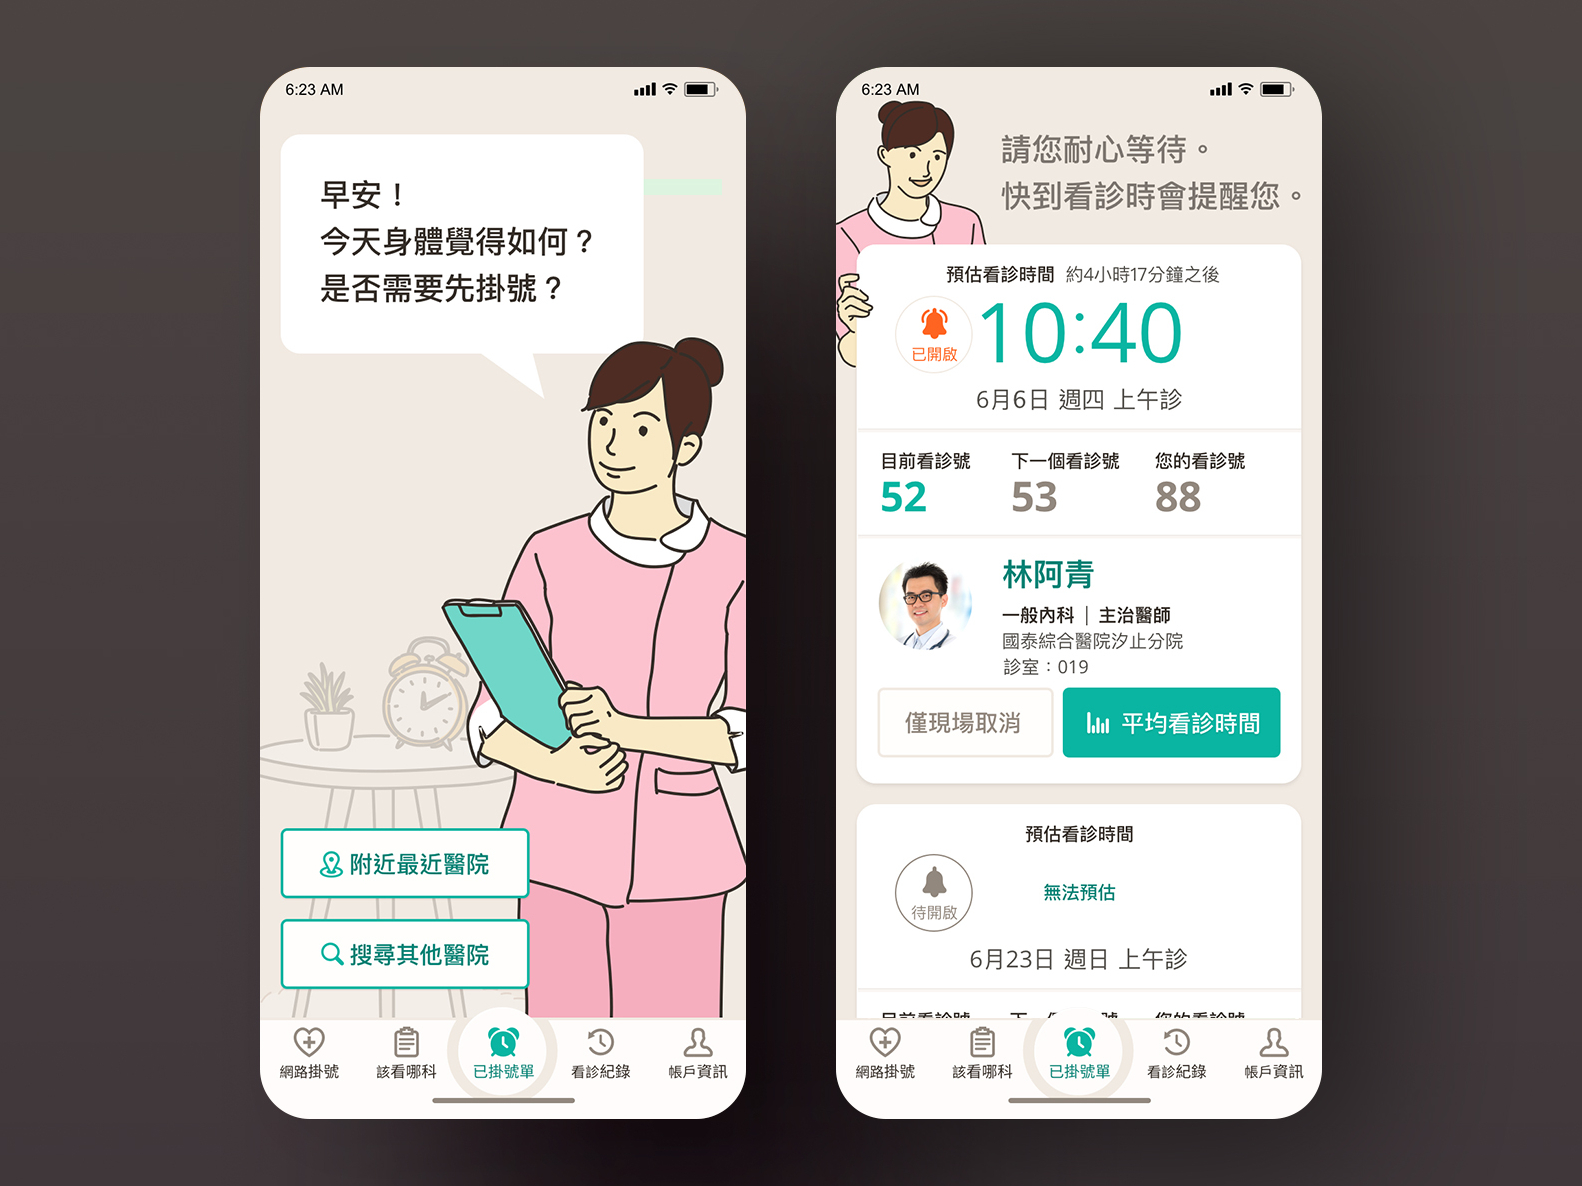 6:23 AM
早安！
今天身體覺得如何？
是否需要先掛號？
附近最近醫院
搜尋其他醫院
網路掛號
該看哪科
已掛號單
看診紀錄
帳戶資訊
6:23 AM
請您耐心等待。
快到看診時會提醒您。
預估看診時間 約4小時17分鐘之後
已開啟
10:40
6月6日 週四 上午診
目前看診號 下一個看診號 您的看診號
52 53 88
林阿青
一般內科｜主治醫師
國泰綜合醫院汐止分院
診室：019
僅現場取消
平均看診時間
預估看診時間
待開啟
無法預估
6月23日 週日 上午診
網路掛號
該看哪科
已掛號單
看診紀錄
帳戶資訊